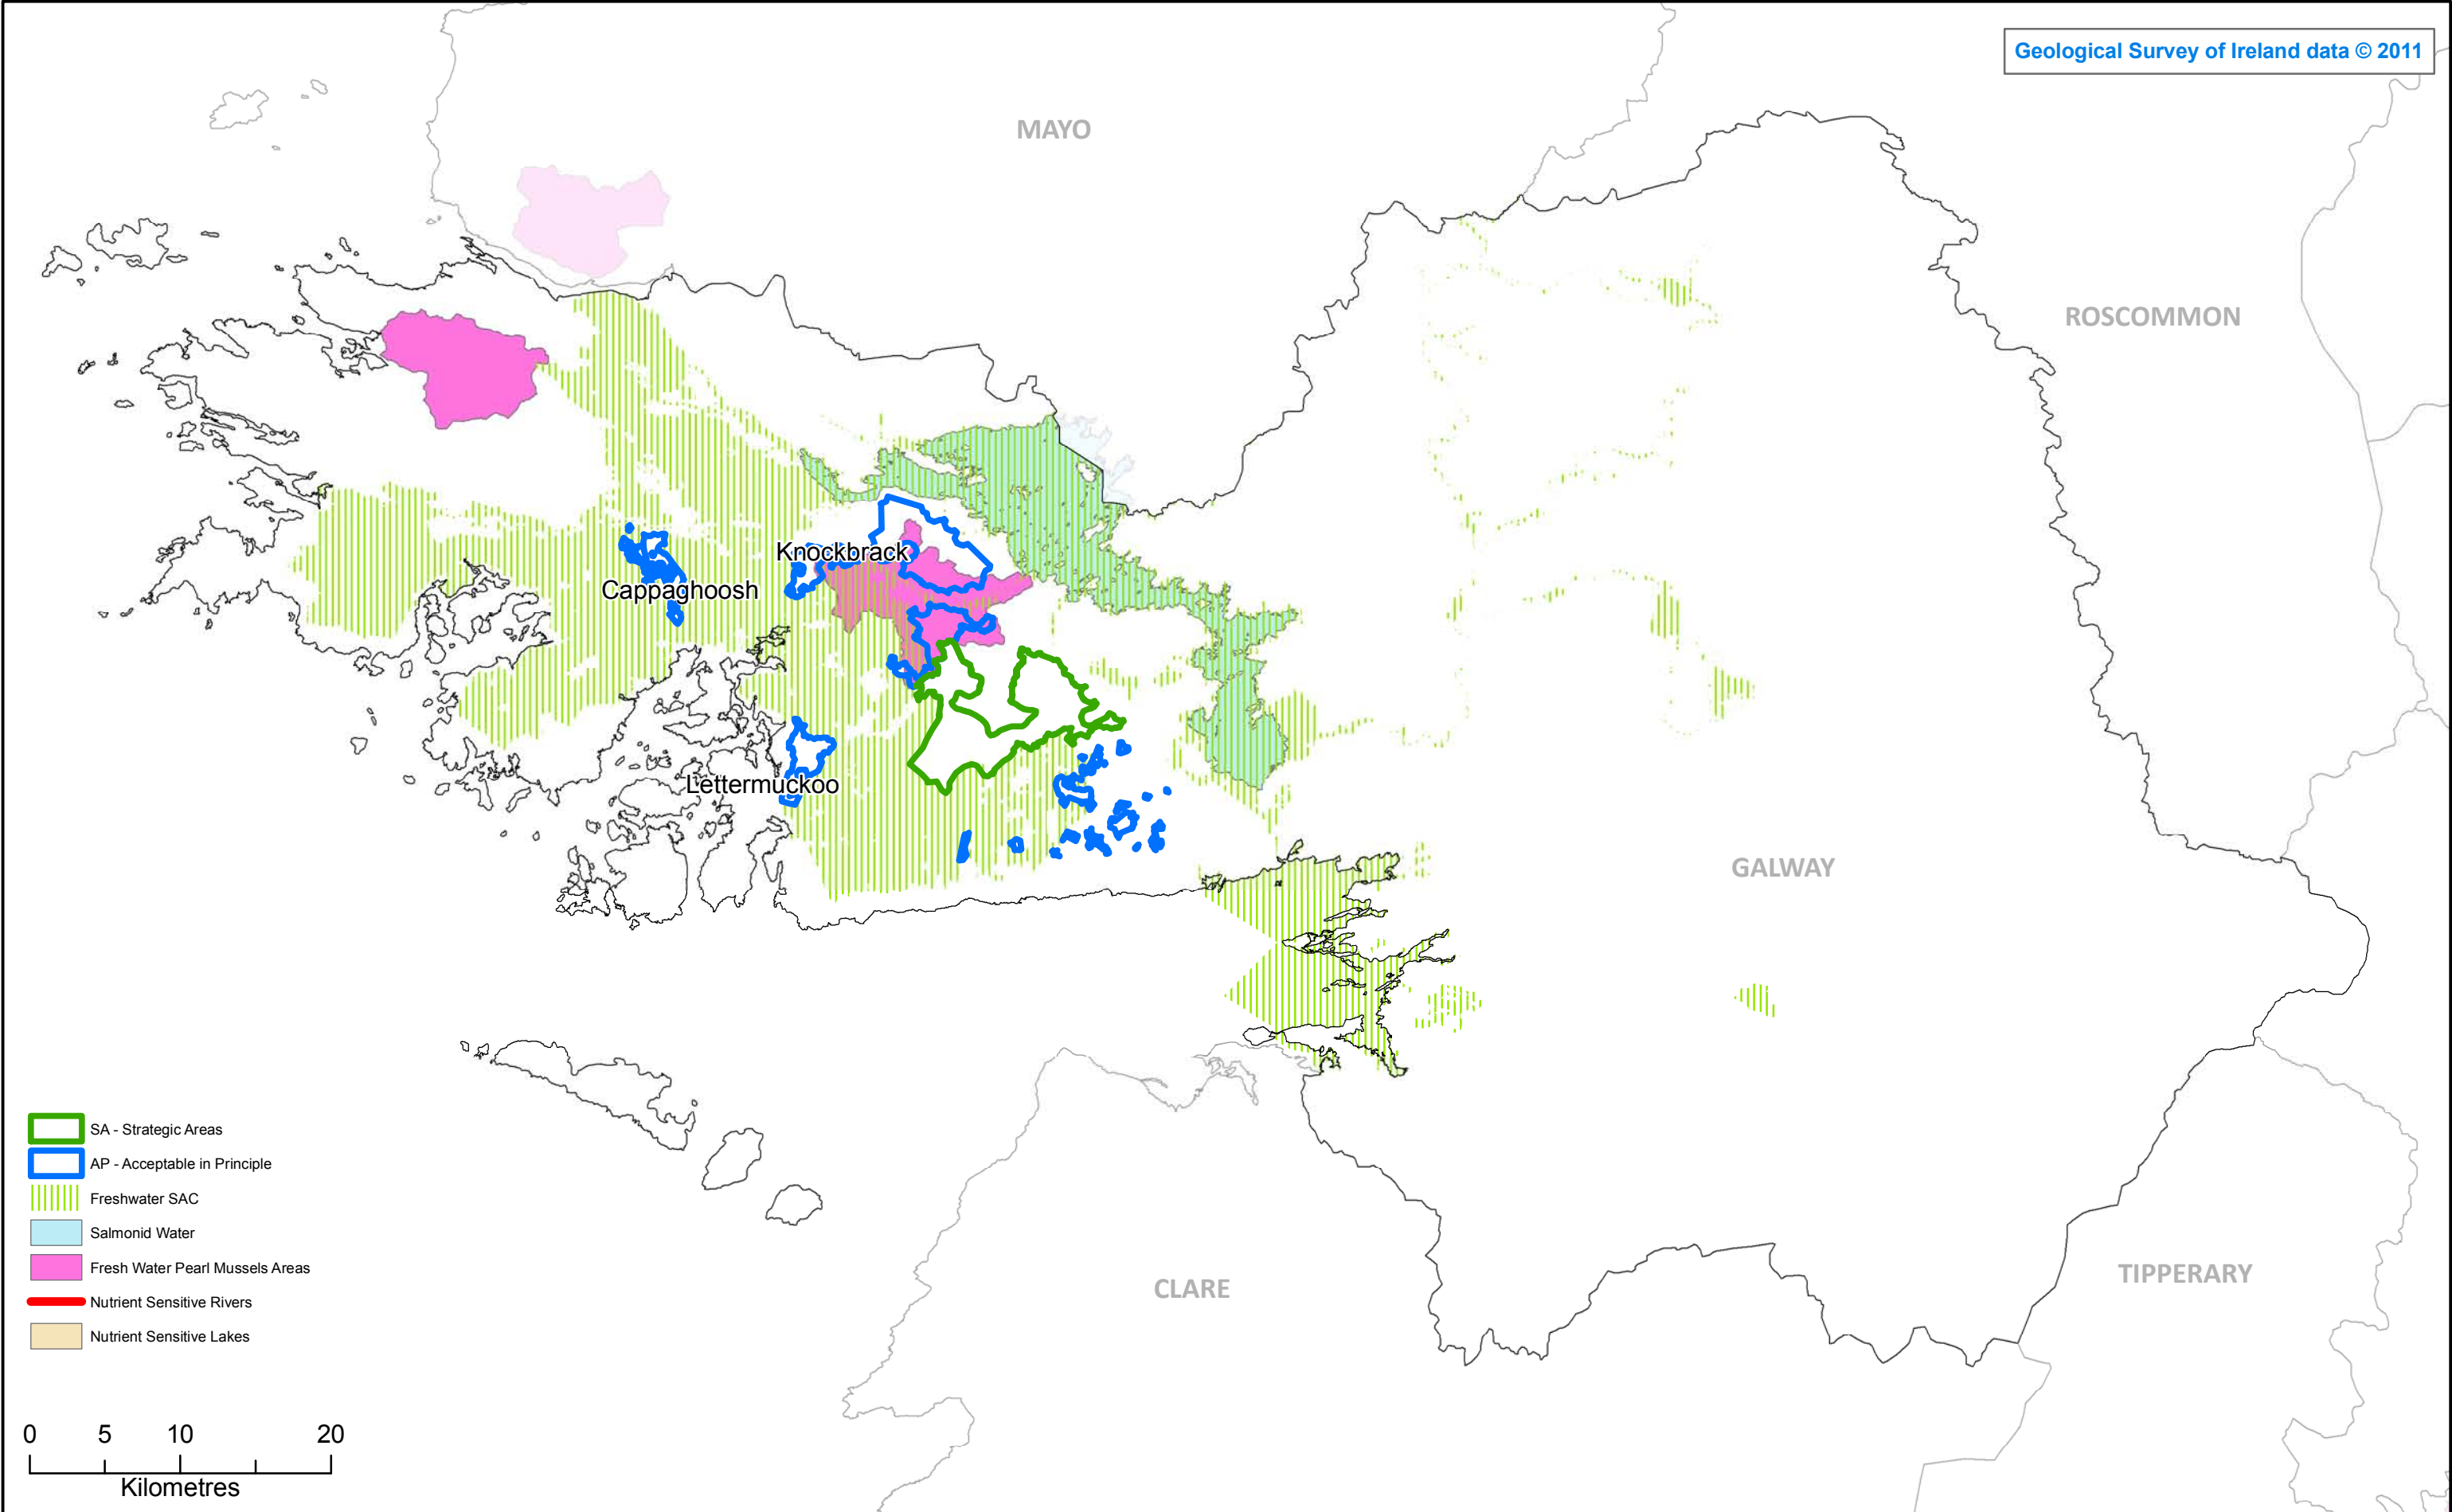 Geological Survey of Ireland data © 2011
MAYO
ROSCOMMON
Knockbrack
Cappaghoosh
Lettermuckoo
GALWAY
CLARE
TIPPERARY
SA - Strategic Areas
AP - Acceptable in Principle
Freshwater SAC
Salmonid Water
Fresh Water Pearl Mussels Areas
Nutrient Sensitive Rivers
Nutrient Sensitive Lakes
0 5 10 20
Kilometres